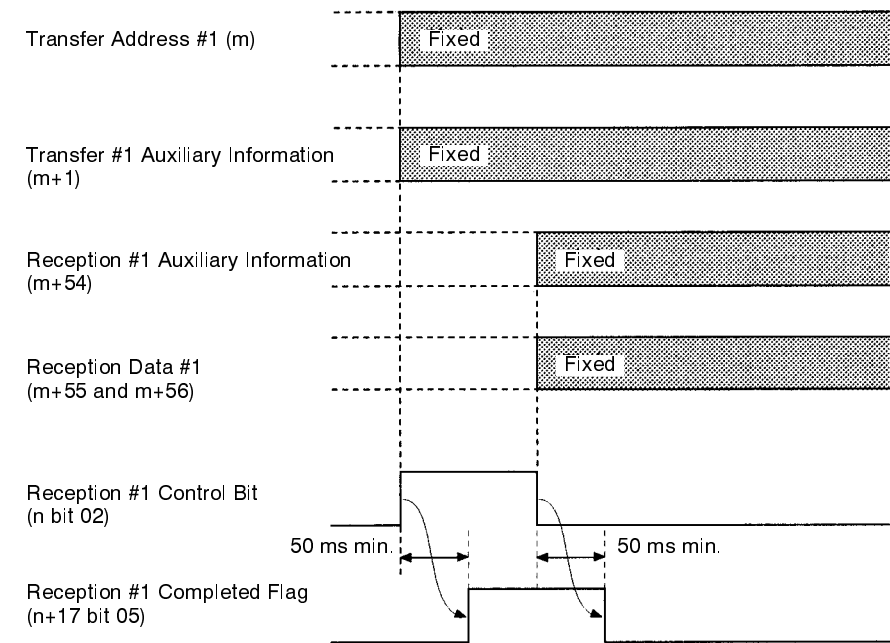 Transfer Address #1 (m)
Fixed
Transfer #1 Auxiliary Information
(m+1)
Fixed
Reception #1 Auxiliary Information
(m+54)
Fixed
Reception Data #1
(m+55 and m+56)
Fixed
Reception #1 Control Bit
(n bit 02)
50 ms min.
50 ms min.
Reception #1 Completed Flag
(n+17 bit 05)